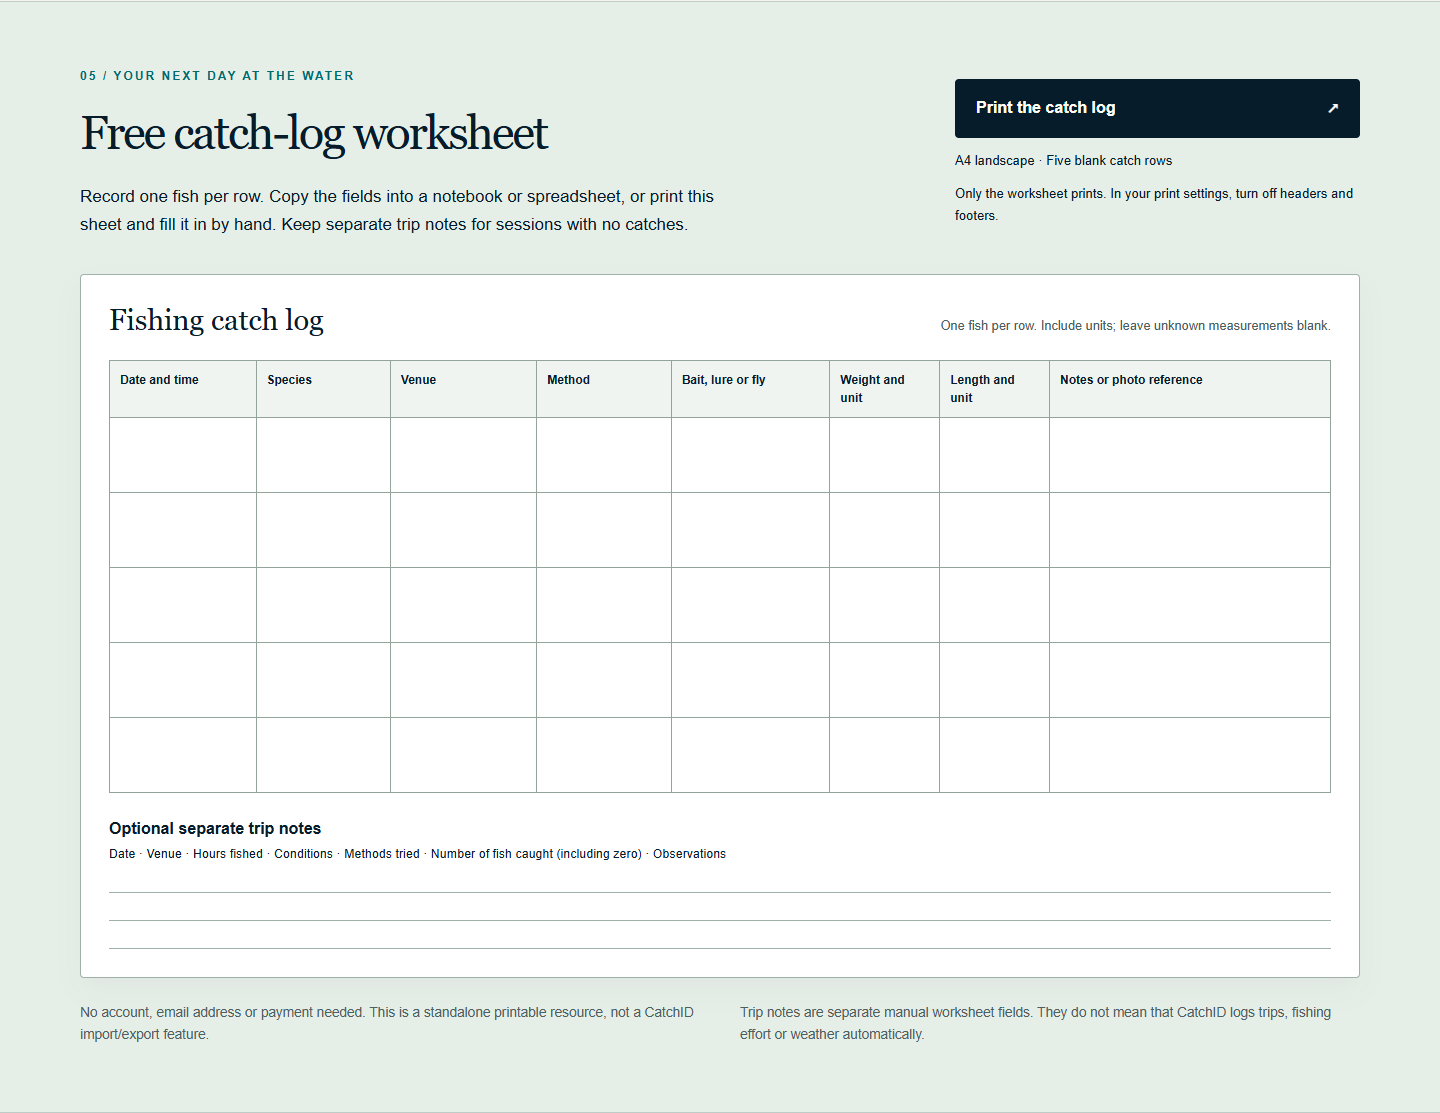 05 / YOUR NEXT DAY AT THE WATER
Free catch-log worksheet
Record one fish per row. Copy the fields into a notebook or spreadsheet, or print this
sheet and fill it in by hand. Keep separate trip notes for sessions with no catches.
Print the catch log ↗
A4 landscape · Five blank catch rows
Only the worksheet prints. In your print settings, turn off headers and
footers.
Fishing catch log
One fish per row. Include units; leave unknown measurements blank.
Date and time
Species
Venue
Method
Bait, lure or fly
Weight and
unit
Length and
unit
Notes or photo reference
Optional separate trip notes
Date · Venue · Hours fished · Conditions · Methods tried · Number of fish caught (including zero) · Observations
No account, email address or payment needed. This is a standalone printable resource, not a CatchID
import/export feature.
Trip notes are separate manual worksheet fields. They do not mean that CatchID logs trips, fishing
effort or weather automatically.